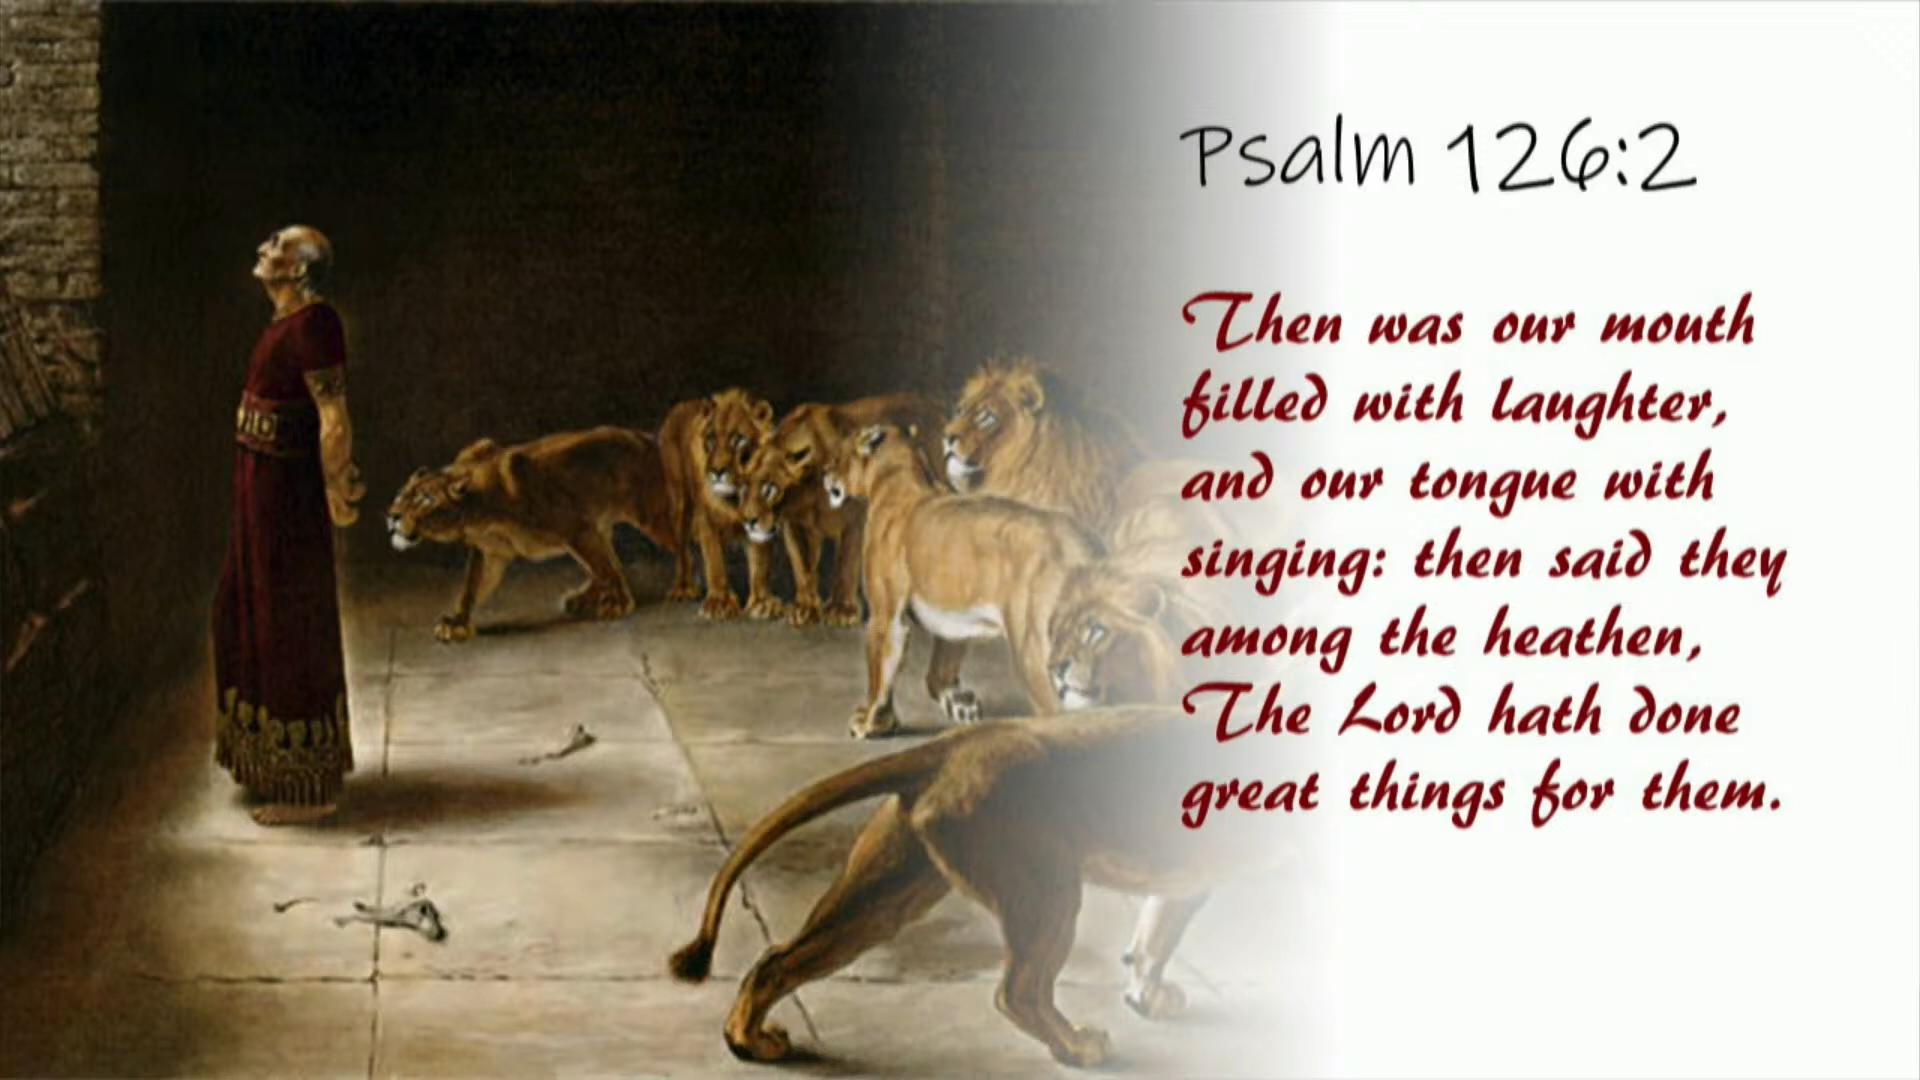 Psalm 126:2
Then was our mouth
filled with laughter,
and our tongue with
singing: then said they
among the heathen,
The Lord hath done
great things for them.